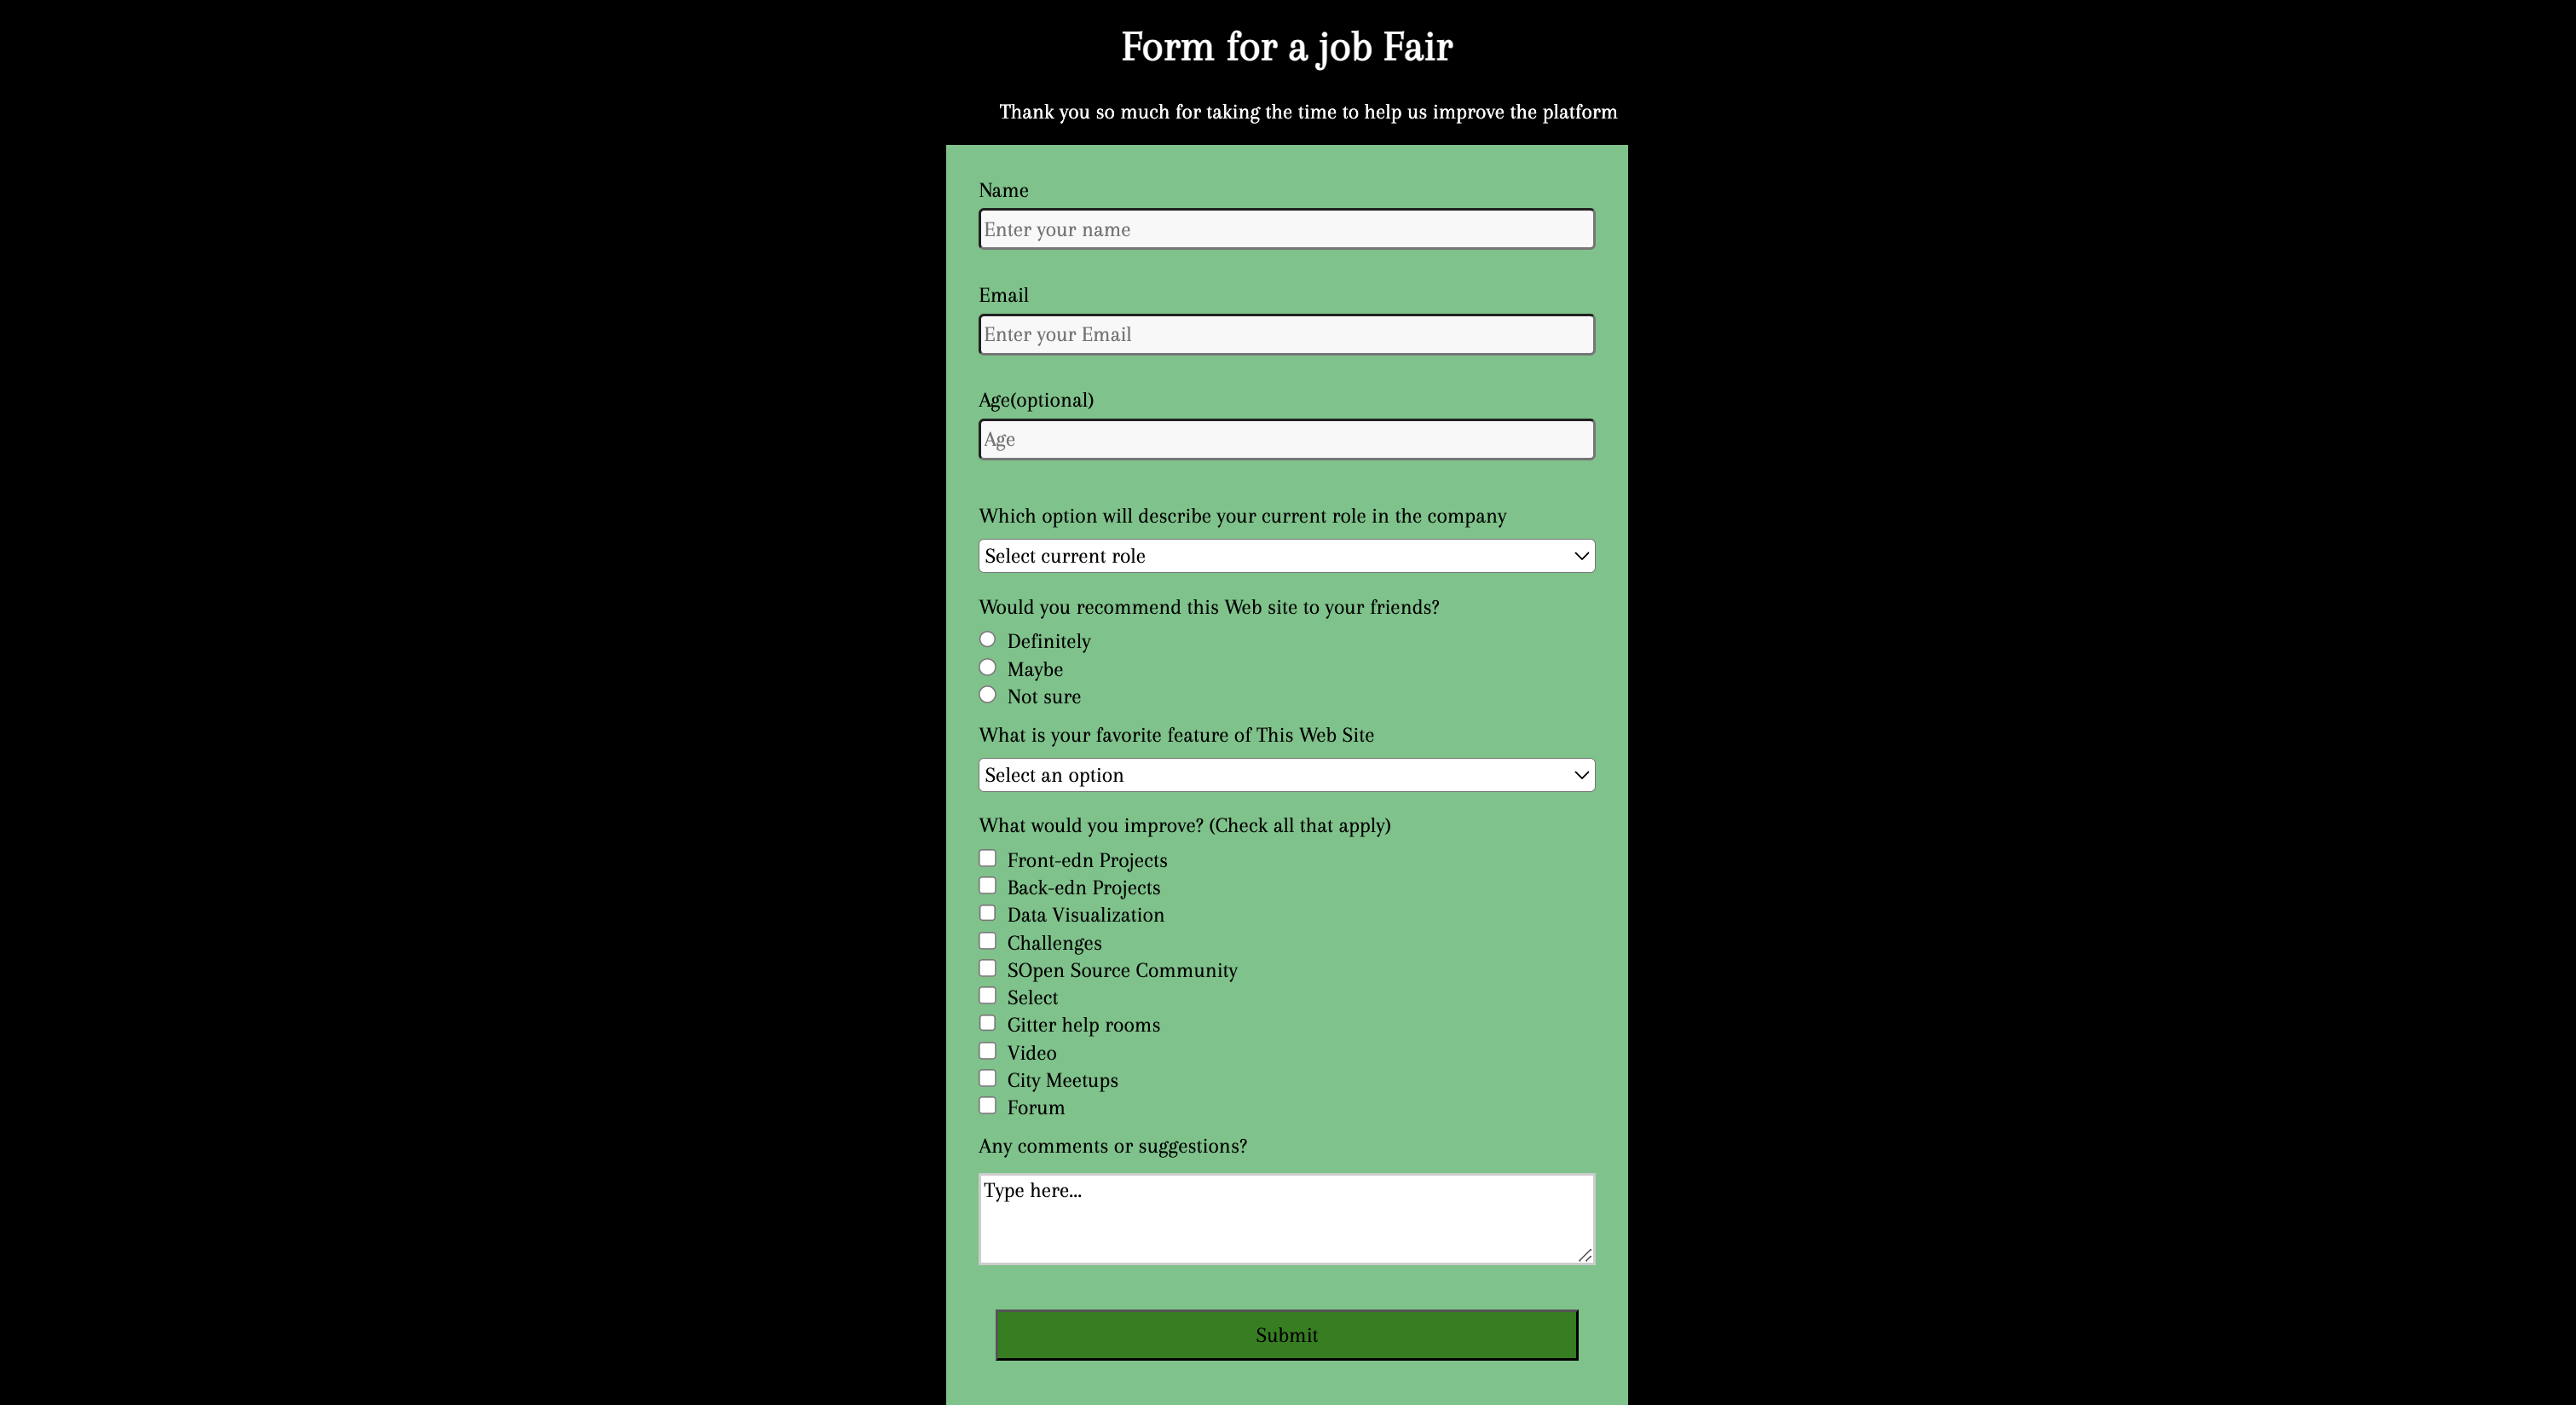 Form for a job Fair
Thank you so much for taking the time to help us improve the platform
Name
Enter your name
Email
Enter your Email
Age(optional)
Age
Which option will describe your current role in the company
Select current role
Would you recommend this Web site to your friends?
Definitely
Maybe
Not sure
What is your favorite feature of This Web Site
Select an option
What would you improve? (Check all that apply)
Front-edn Projects
Back-edn Projects
Data Visualization
Challenges
SOpen Source Community
Select
Gitter help rooms
Video
City Meetups
Forum
Any comments or suggestions?
Type here...
Submit